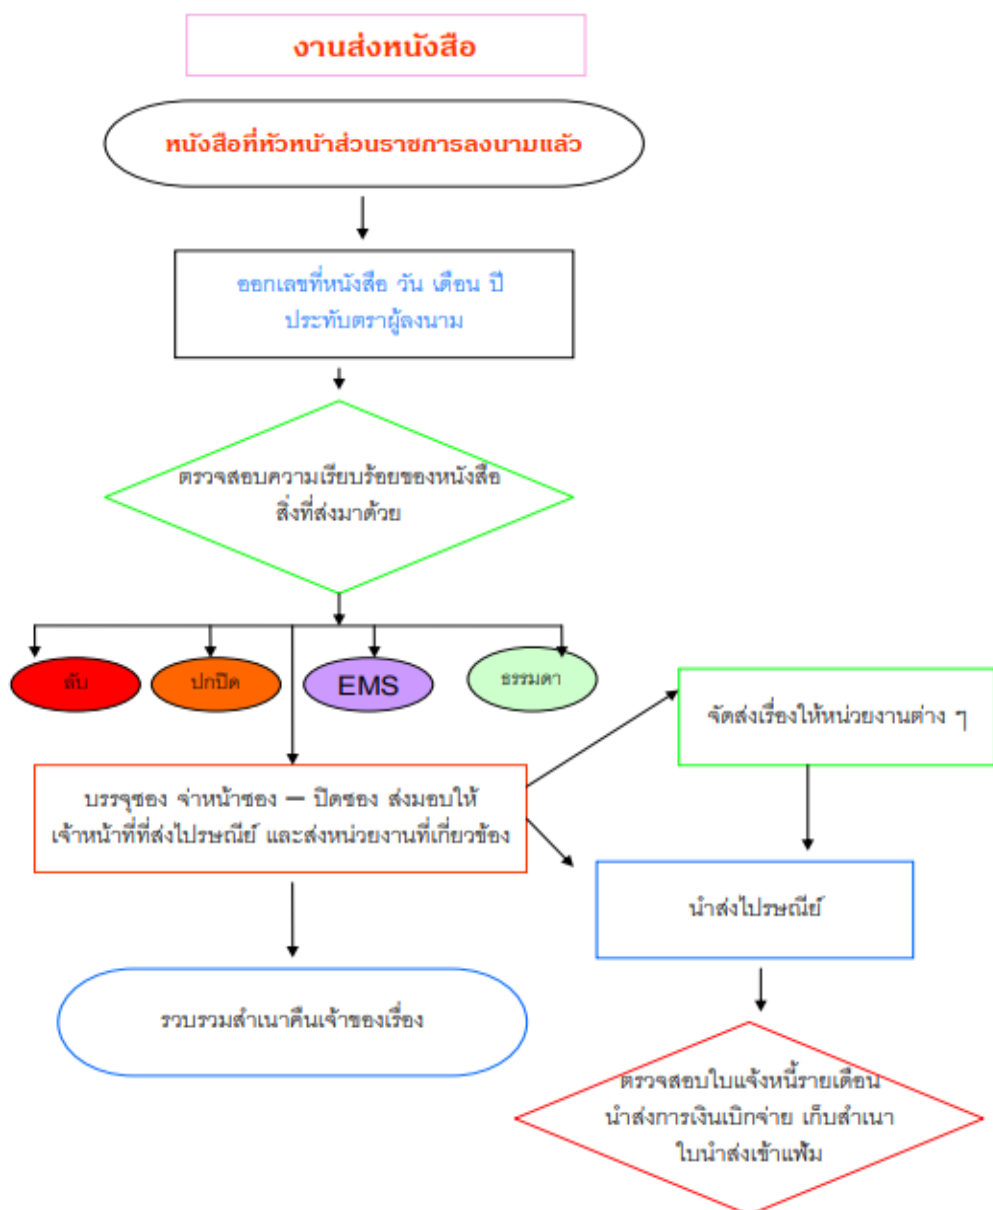 งานส่งหนังสือ
หนังสือที่หัวหน้าส่วนราชการลงนามแล้ว
ออกเลขที่หนังสือ วัน เดือน ปี
ประทับตราผู้ลงนาม
ตรวจสอบความเรียบร้อยของหนังสือ
สิ่งที่ส่งมาด้วย
ลับ
ปกปิด
EMS
ธรรมดา
จัดส่งเรื่องให้หน่วยงานต่าง ๆ
บรรจุซอง จ่าหน้าซอง – ปิดซอง ส่งมอบให้
เจ้าหน้าที่ที่ส่งไปรษณีย์ และส่งหน่วยงานที่เกี่ยวข้อง
นำส่งไปรษณีย์
รวบรวมสำเนาคืนเจ้าของเรื่อง
ตรวจสอบใบแจ้งหนี้รายเดือน
นำส่งการเงินเบิกจ่าย เก็บสำเนา
ใบนำส่งเข้าแฟ้ม